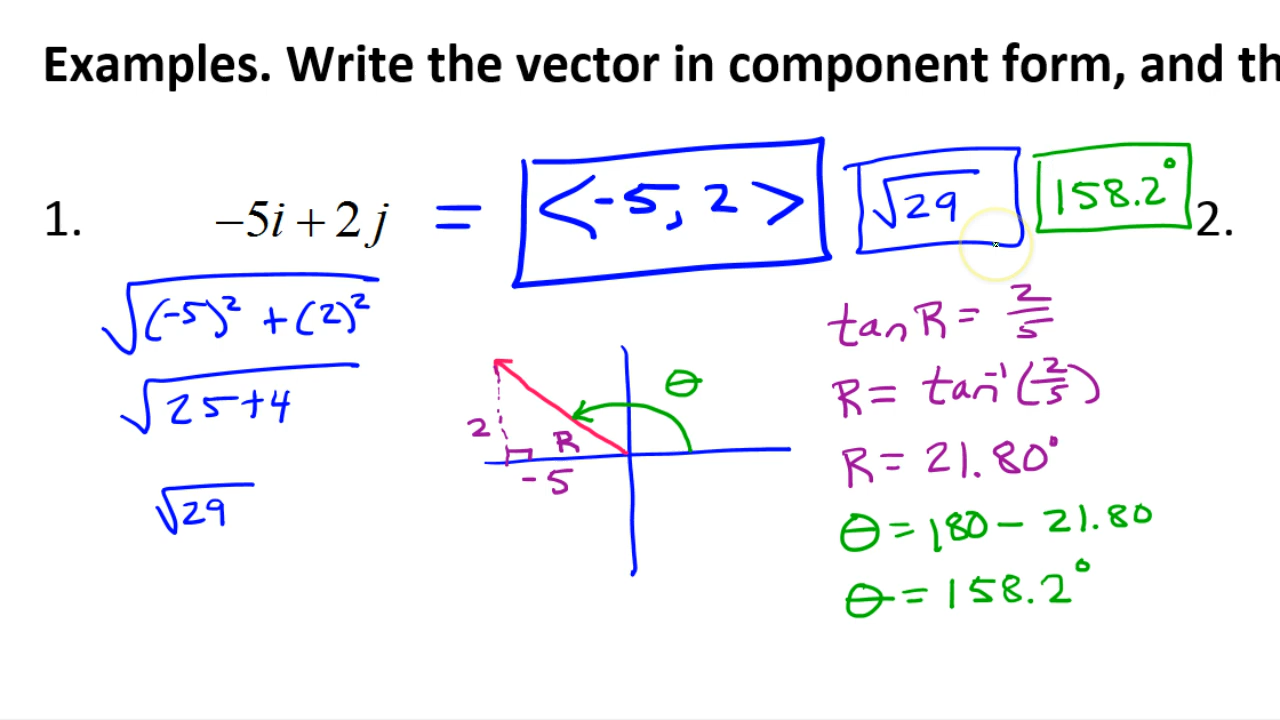 Examples. Write the vector in component form, and th
1. −5i + 2j = <-5, 2> √29 158.2° 2.
√(-5)² + (2)²
√25+4
√29
θ
2
R
-5
tan R = 2/5
R = tan⁻¹(2/5)
R = 21.80°
θ = 180 − 21.80
θ = 158.2°